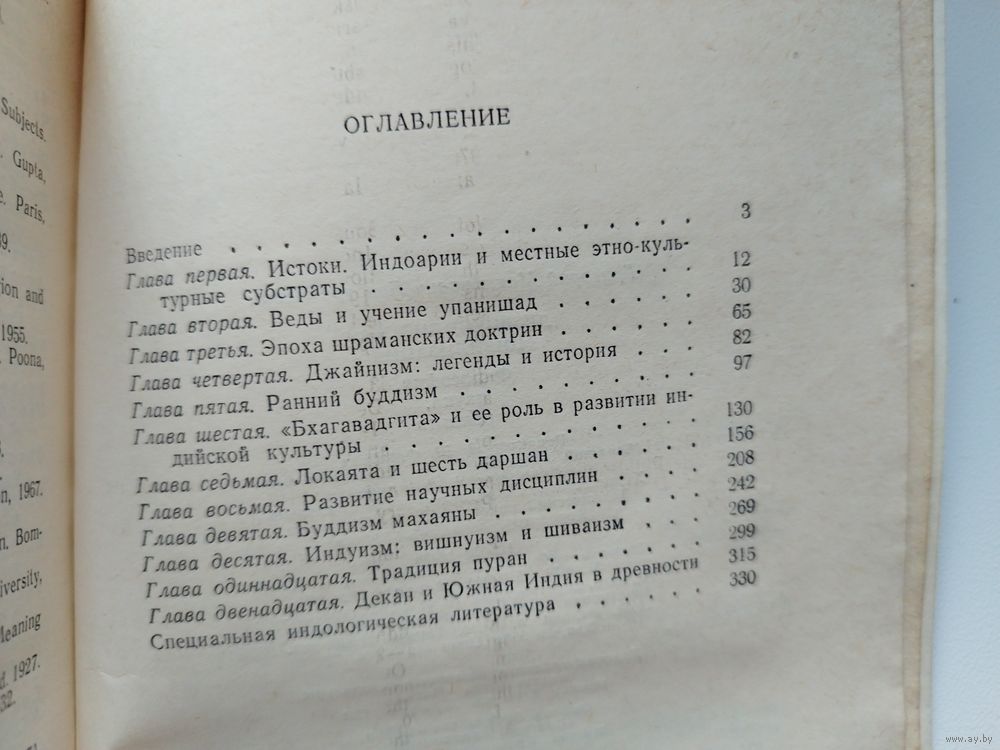 Subjects.
Gupta,
Paris,
ion and
1955.
Poona,
1967.
Bom-
iversity,
Meaning
1927.
ОГЛАВЛЕНИЕ
Введение . . . . . . . . . . . . . . . . 3
Глава первая. Истоки. Индоарии и местные этно-куль-
турные субстраты . . . . . . . . . . . 12
Глава вторая. Веды и учение упанишад . . . . . . 30
Глава третья. Эпоха шраманских доктрин . . . . . . 65
Глава четвертая. Джайнизм: легенды и история . . . 82
Глава пятая. Ранний буддизм . . . . . . . . . 97
Глава шестая. «Бхагавадгита» и ее роль в развитии ин-
дийской культуры . . . . . . . . . . . 130
Глава седьмая. Локаята и шесть даршан . . . . . . 156
Глава восьмая. Развитие научных дисциплин . . . . 208
Глава девятая. Буддизм махаяны . . . . . . . . 242
Глава десятая. Индуизм: вишнуизм и шиваизм . . . 269
Глава одиннадцатая. Традиция пуран . . . . . . 299
Глава двенадцатая. Декан и Южная Индия в древности 315
Специальная индологическая литература . . . . . . 330
www.ay.by